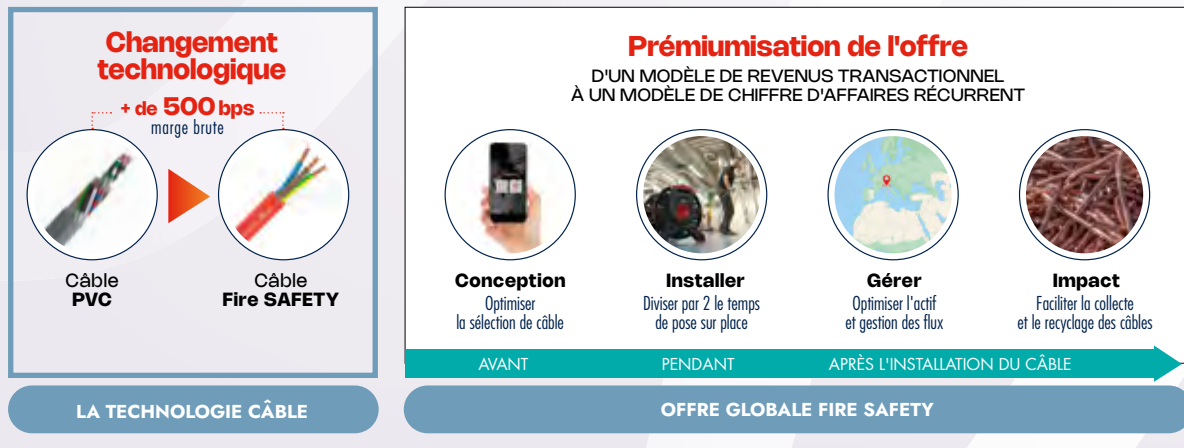 Changement
technologique
+ de 500 bps
marge brute
Câble
PVC
Câble
Fire SAFETY
LA TECHNOLOGIE CÂBLE
Prémiumisation de l'offre
D'UN MODÈLE DE REVENUS TRANSACTIONNEL
À UN MODÈLE DE CHIFFRE D'AFFAIRES RÉCURRENT
Conception
Optimiser
la sélection de câble
Installer
Diviser par 2 le temps
de pose sur place
Gérer
Optimiser l'actif
et gestion des flux
Impact
Faciliter la collecte
et le recyclage des câbles
AVANT
PENDANT
APRÈS L'INSTALLATION DU CÂBLE
OFFRE GLOBALE FIRE SAFETY